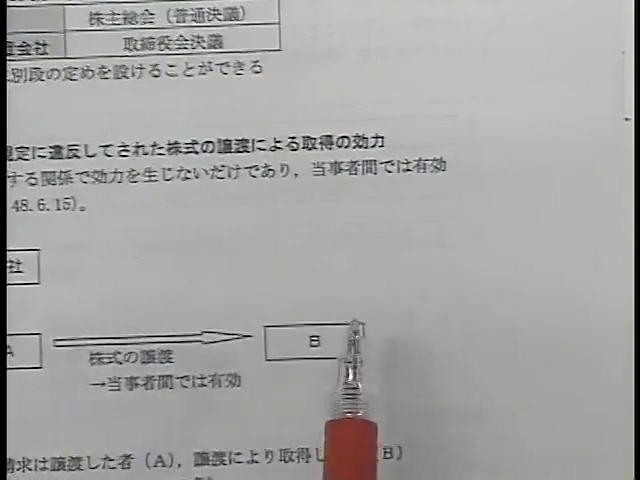 株主総会（普通決議）
置会社 取締役会決議
別段の定めを設けることができる
規定に違反してされた株式の譲渡による取得の効力
する関係で効力を生じないだけであり，当事者間では有効
48.6.15）。
社
A
B
株式の譲渡
→当事者間では有効
請求は譲渡した者（A），譲渡により取得し B）